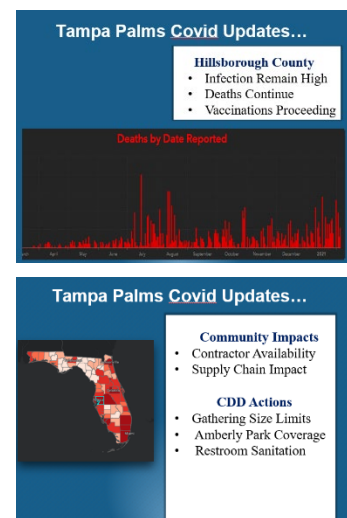 Tampa Palms Covid Updates...
Hillsborough County
• Infection Remain High
• Deaths Continue
• Vaccinations Proceeding
Deaths by Date Reported
April May June July August September October November December 2021
Tampa Palms Covid Updates...
Community Impacts
• Contractor Availability
• Supply Chain Impact
CDD Actions
• Gathering Size Limits
• Amberly Park Coverage
• Restroom Sanitation